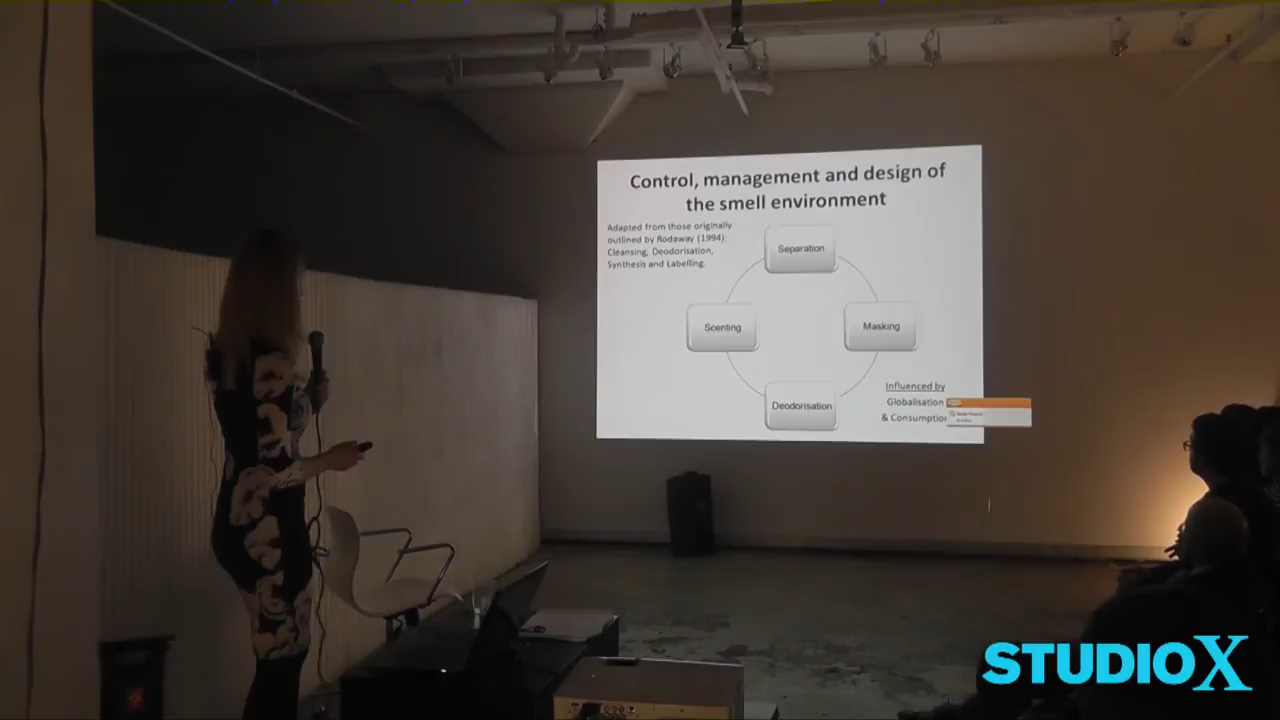 Control, management and design of
the smell environment
Adapted from those originally
outlined by Rodaway (1994):
Cleansing, Deodorisation,
Synthesis and Labelling.
Separation
Scenting
Masking
Deodorisation
Influenced by
Globalisation
& Consumption
STUDIOX